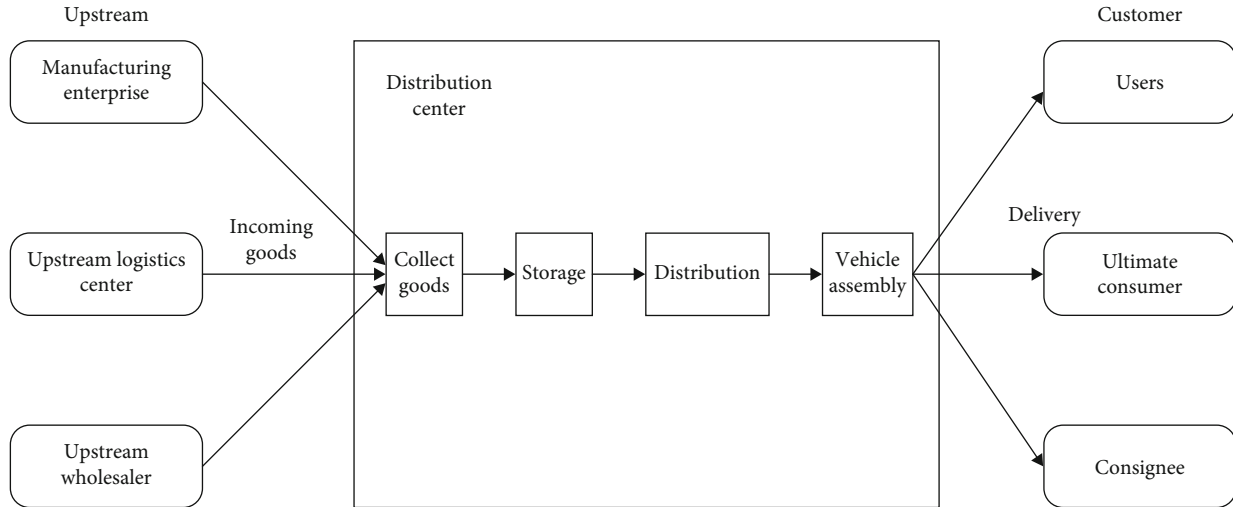 Upstream
Manufacturing
enterprise
Upstream logistics
center
Upstream
wholesaler
Incoming
goods
Distribution
center
Collect
goods
Storage
Distribution
Vehicle
assembly
Delivery
Customer
Users
Ultimate
consumer
Consignee